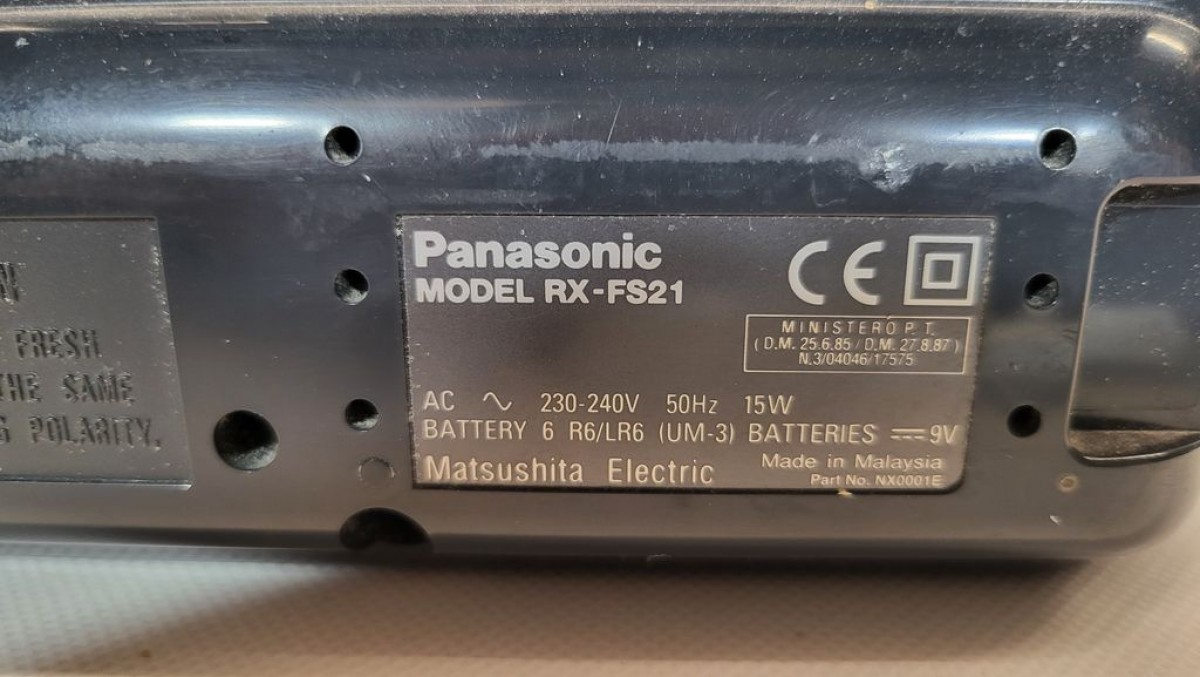 FRESH
THE SAME
POLARITY.
Panasonic
MODEL RX-FS21
CE
MINISTERO P.T.
(D.M. 25.6.85 / D.M. 27.8.87)
N.3/04046/17575
AC ∿ 230-240V 50Hz 15W
BATTERY 6 R6/LR6 (UM-3) BATTERIES ⎓ 9V
Matsushita Electric
Made in Malaysia
Part No. NX0001E